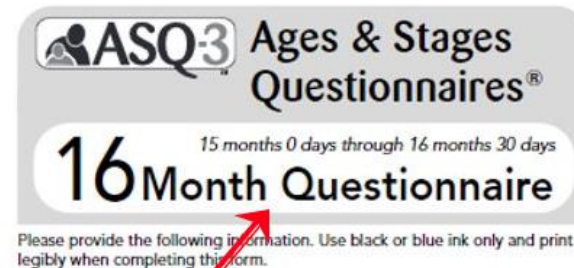 ASQ-3 Ages & Stages
Questionnaires®
15 months 0 days through 16 months 30 days
16 Month Questionnaire
Please provide the following information. Use black or blue ink only and print
legibly when completing this form.